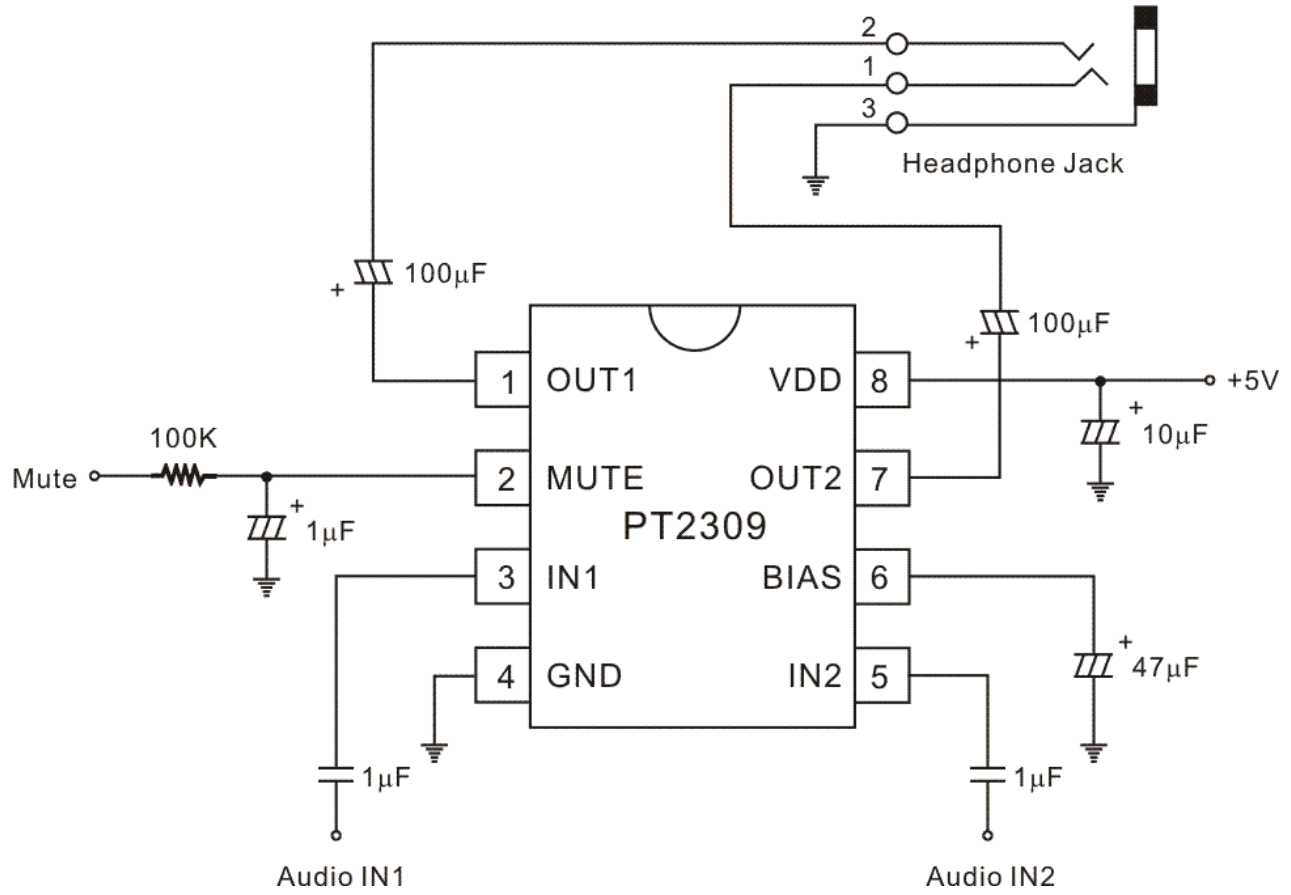 2
1
3
Headphone Jack
+
100μF
+
100μF
1
OUT1
VDD
8
+5V
+
10μF
100K
Mute
2
MUTE
OUT2
7
PT2309
+
1μF
3
IN1
BIAS
6
+
47μF
4
GND
IN2
5
1μF
1μF
Audio IN1
Audio IN2